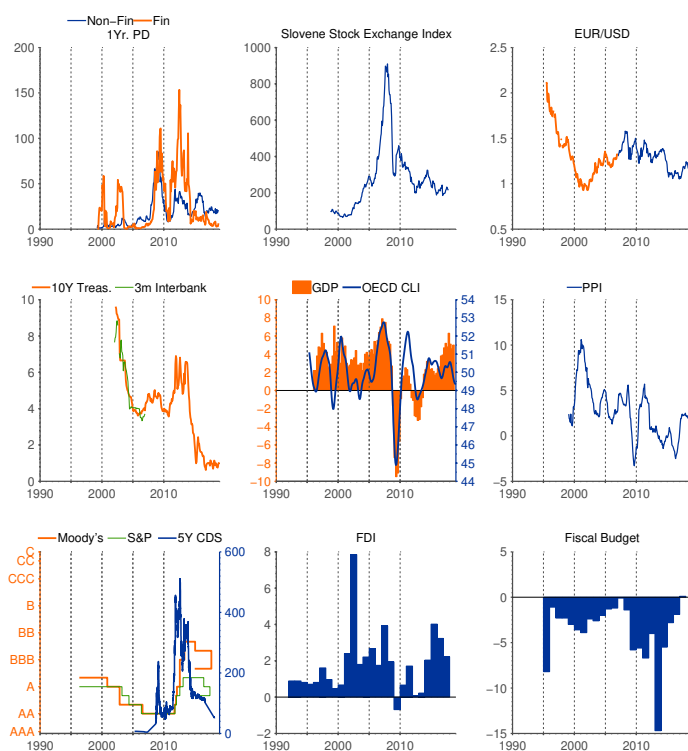 Non−Fin Fin
1Yr. PD
200
150
100
50
0
1990 2000 2010
Slovene Stock Exchange Index
1000
800
600
400
200
0
1990 2000 2010
EUR/USD
2.5
2
1.5
1
0.5
1990 2000 2010
10Y Treas. 3m Interbank
10
8
6
4
2
0
1990 2000 2010
GDP OECD CLI
10 54
8 53
6 52
4 51
2 50
0 49
−2 48
−4 47
−6 46
−8 45
−10 44
1990 2000 2010
PPI
15
10
5
0
−5
1990 2000 2010
Moody's S&P 5Y CDS
C 600
CC
CCC
B 400
BB
BBB 200
A
AA
AAA 0
1990 2000 2010
FDI
8
6
4
2
0
−2
1990 2000 2010
Fiscal Budget
5
0
−5
−10
−15
1990 2000 2010